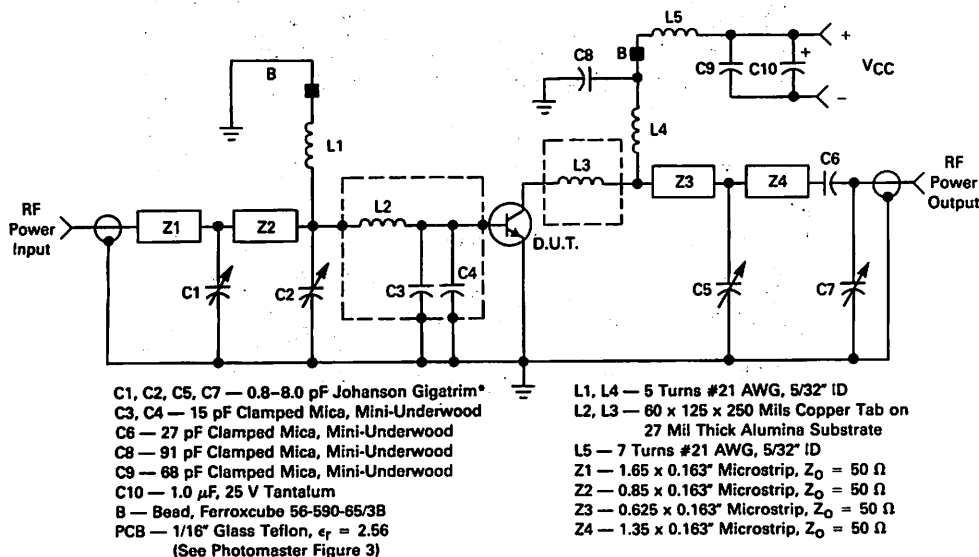 L5
B
+
C8
C9
C10
+
VCC
−
B
L1
L4
L3
C6
RF
Power
Output
Z3
Z4
RF
Power
Input
Z1
Z2
L2
D.U.T.
C1
C2
C3
C4
C5
C7
C1, C2, C5, C7 — 0.8–8.0 pF Johanson Gigatrim*
C3, C4 — 15 pF Clamped Mica, Mini-Underwood
C6 — 27 pF Clamped Mica, Mini-Underwood
C8 — 91 pF Clamped Mica, Mini-Underwood
C9 — 68 pF Clamped Mica, Mini-Underwood
C10 — 1.0 μF, 25 V Tantalum
B — Bead, Ferroxcube 56-590-65/3B
PCB — 1/16" Glass Teflon, εr = 2.56
(See Photomaster Figure 3)
L1, L4 — 5 Turns #21 AWG, 5/32" ID
L2, L3 — 60 x 125 x 250 Mils Copper Tab on
27 Mil Thick Alumina Substrate
L5 — 7 Turns #21 AWG, 5/32" ID
Z1 — 1.65 x 0.163" Microstrip, Zo = 50 Ω
Z2 — 0.85 x 0.163" Microstrip, Zo = 50 Ω
Z3 — 0.625 x 0.163" Microstrip, Zo = 50 Ω
Z4 — 1.35 x 0.163" Microstrip, Zo = 50 Ω